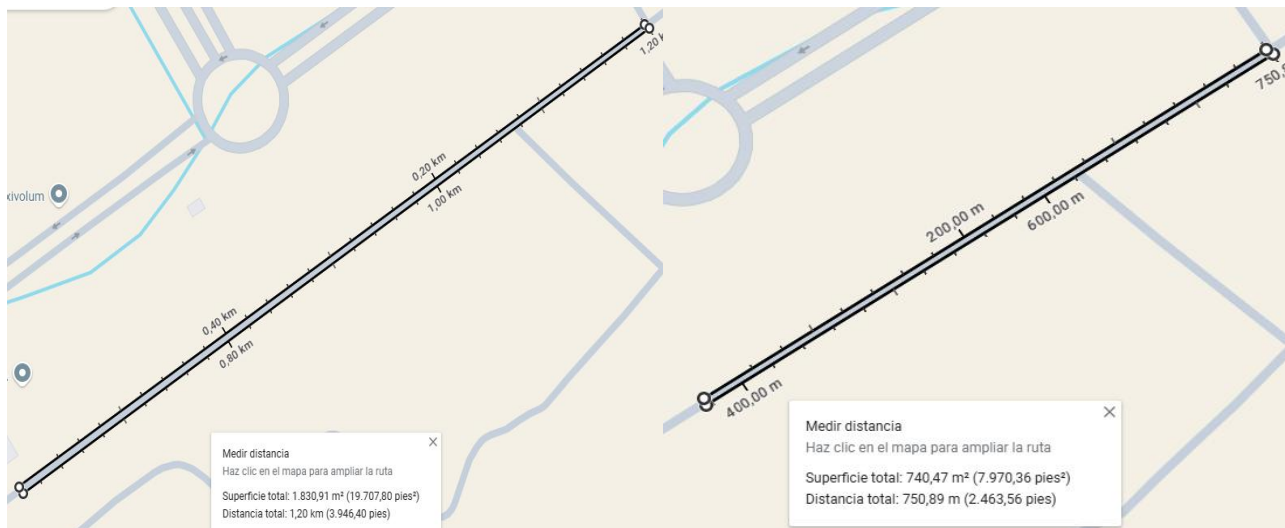 1,20 k
0,20 km
1,00 km
xivolum
0,40 km
0,80 km
Medir distancia
Haz clic en el mapa para ampliar la ruta
Superficie total: 1.830,91 m² (19.707,80 pies²)
Distancia total: 1,20 km (3.946,40 pies)
750,8
200,00 m
600,00 m
400,00 m
Medir distancia
Haz clic en el mapa para ampliar la ruta
Superficie total: 740,47 m² (7.970,36 pies²)
Distancia total: 750,89 m (2.463,56 pies)